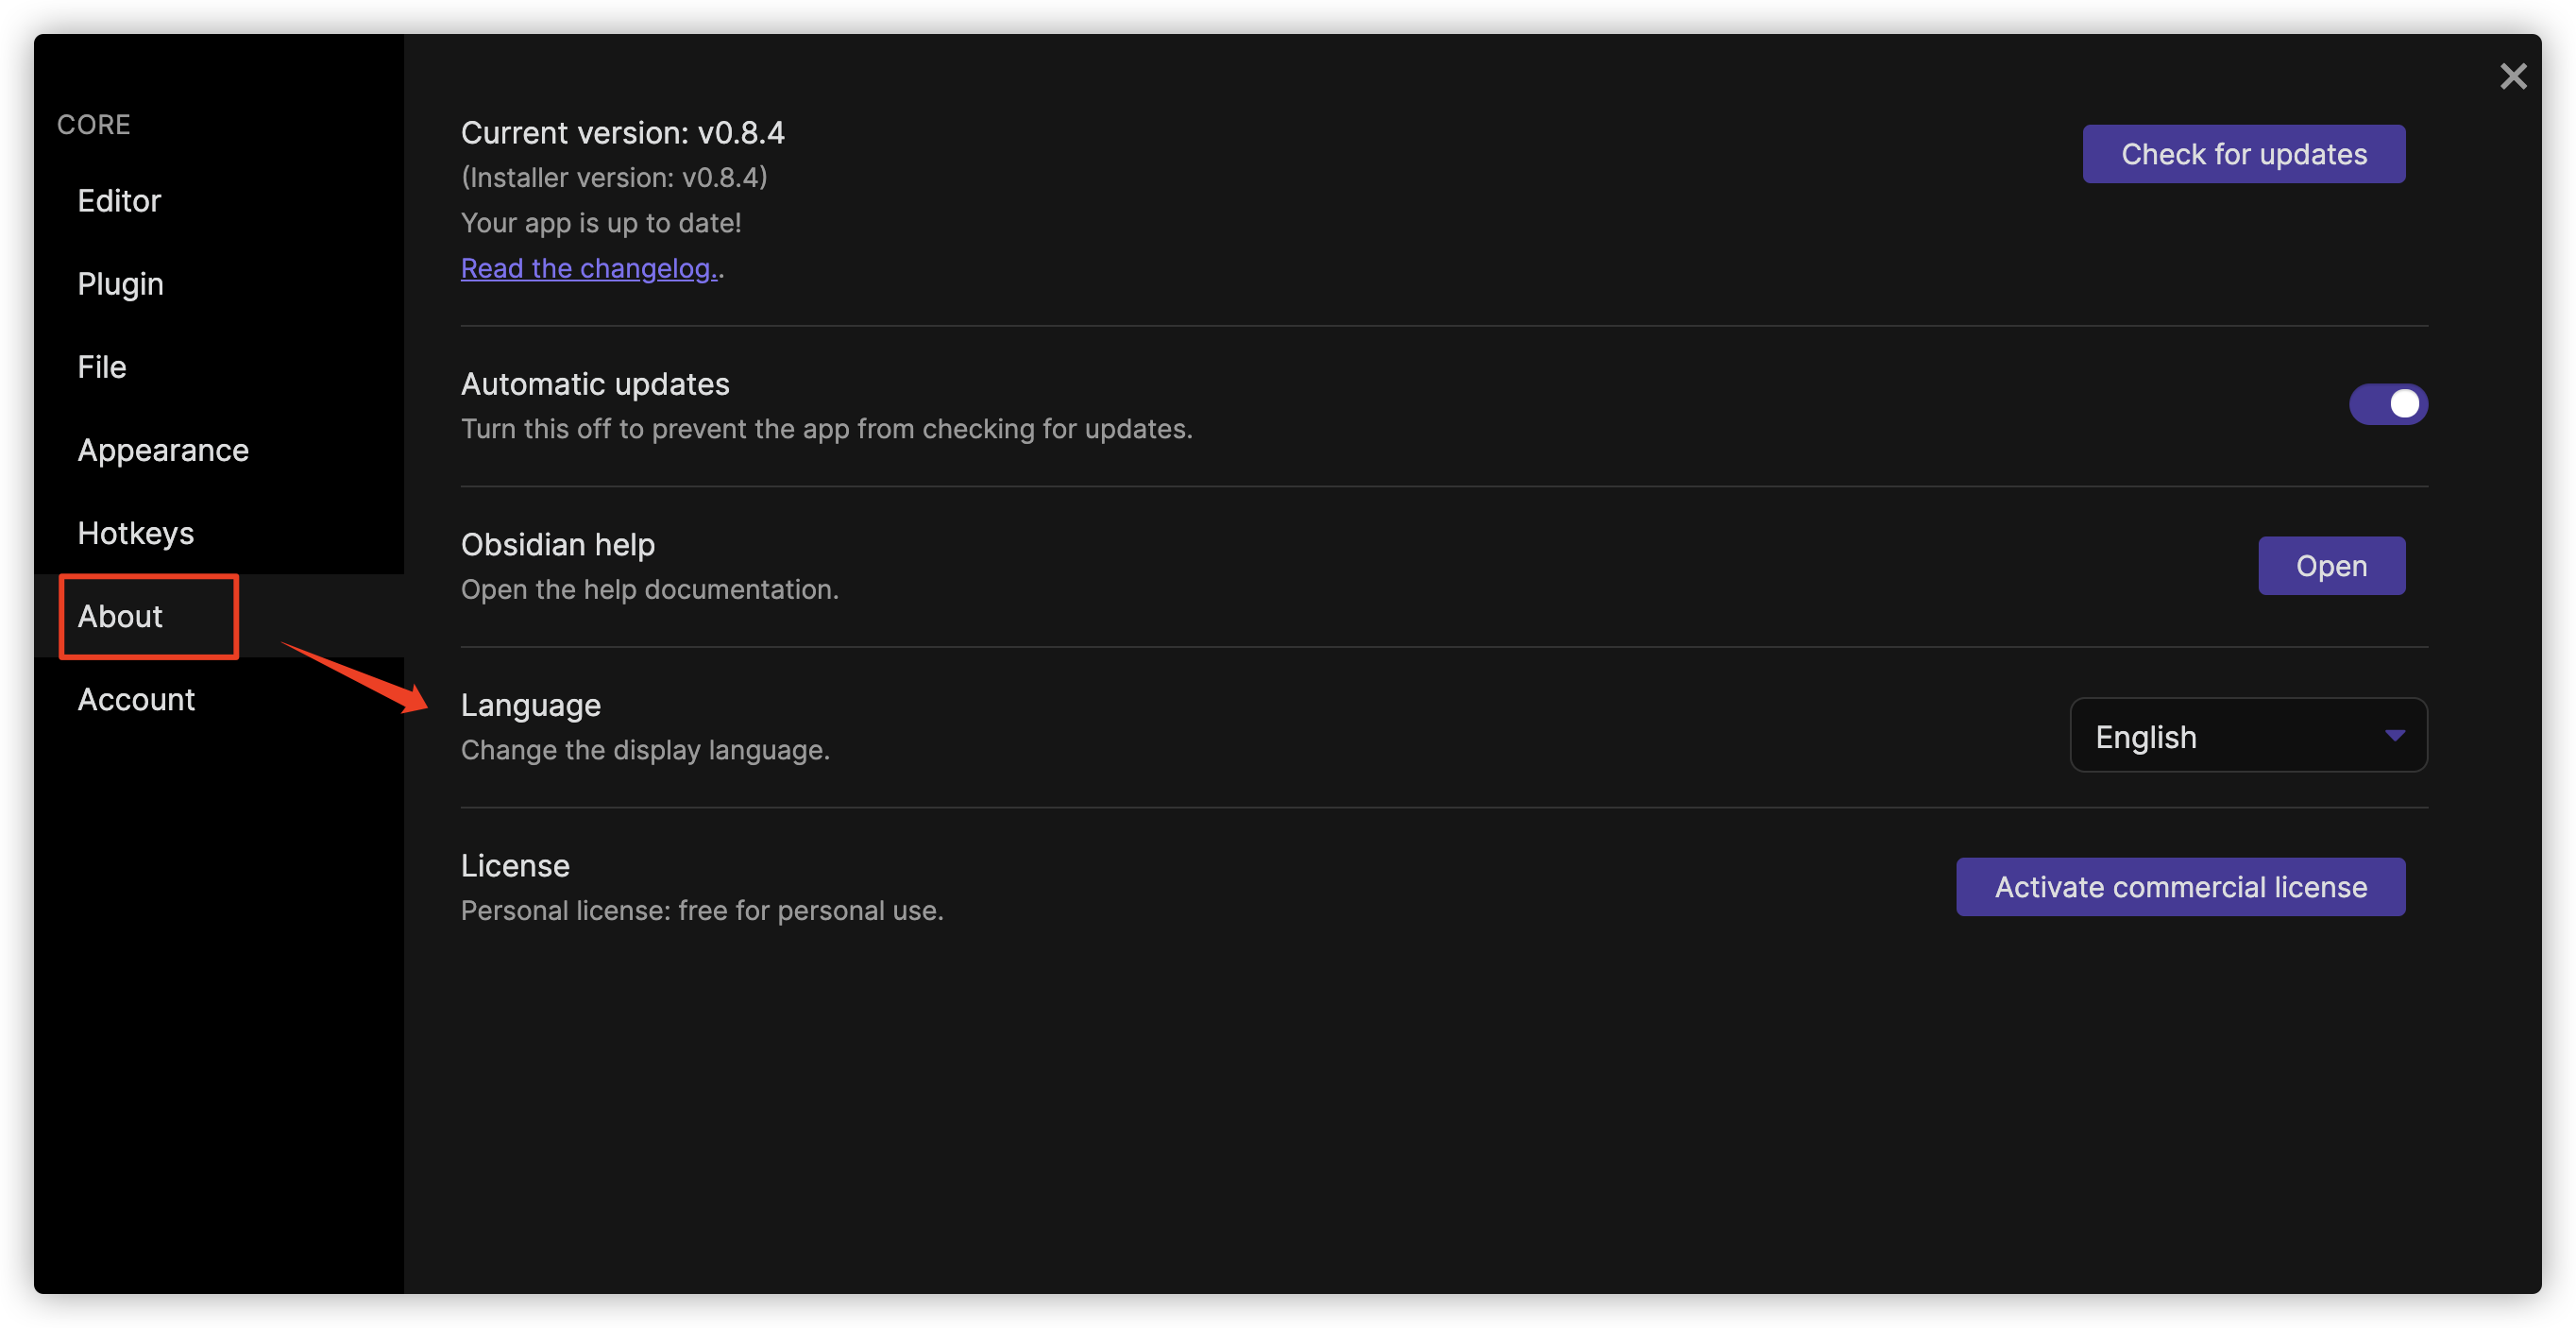 CORE
Editor
Plugin
File
Appearance
Hotkeys
About
Account
Current version: v0.8.4
(Installer version: v0.8.4)
Your app is up to date!
Read the changelog..
Check for updates
Automatic updates
Turn this off to prevent the app from checking for updates.
Obsidian help
Open the help documentation.
Open
Language
Change the display language.
English
License
Personal license: free for personal use.
Activate commercial license